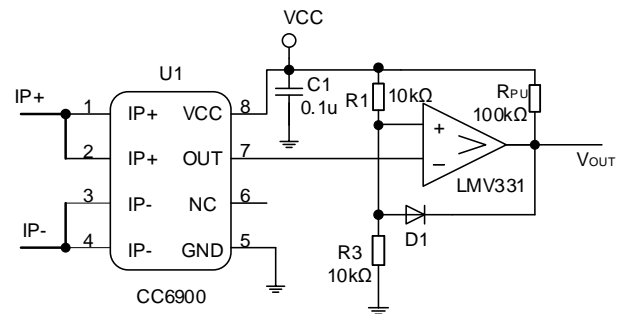 VCC
U1
C1
0.1u
R1
10kΩ
RPU
100kΩ
IP+
1
IP+
VCC
8
2
IP+
OUT
7
+
−
LMV331
VOUT
3
IP-
NC
6
IP-
4
IP-
GND
5
D1
R3
10kΩ
CC6900